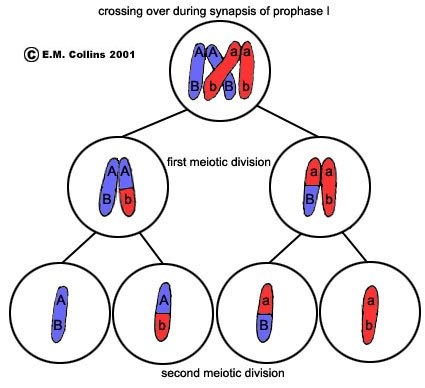 crossing over during synapsis of prophase I
© E.M. Collins 2001
A A a a
B b B b
first meiotic division
A A
B b
a a
B b
A
B
A
b
a
B
a
b
second meiotic division